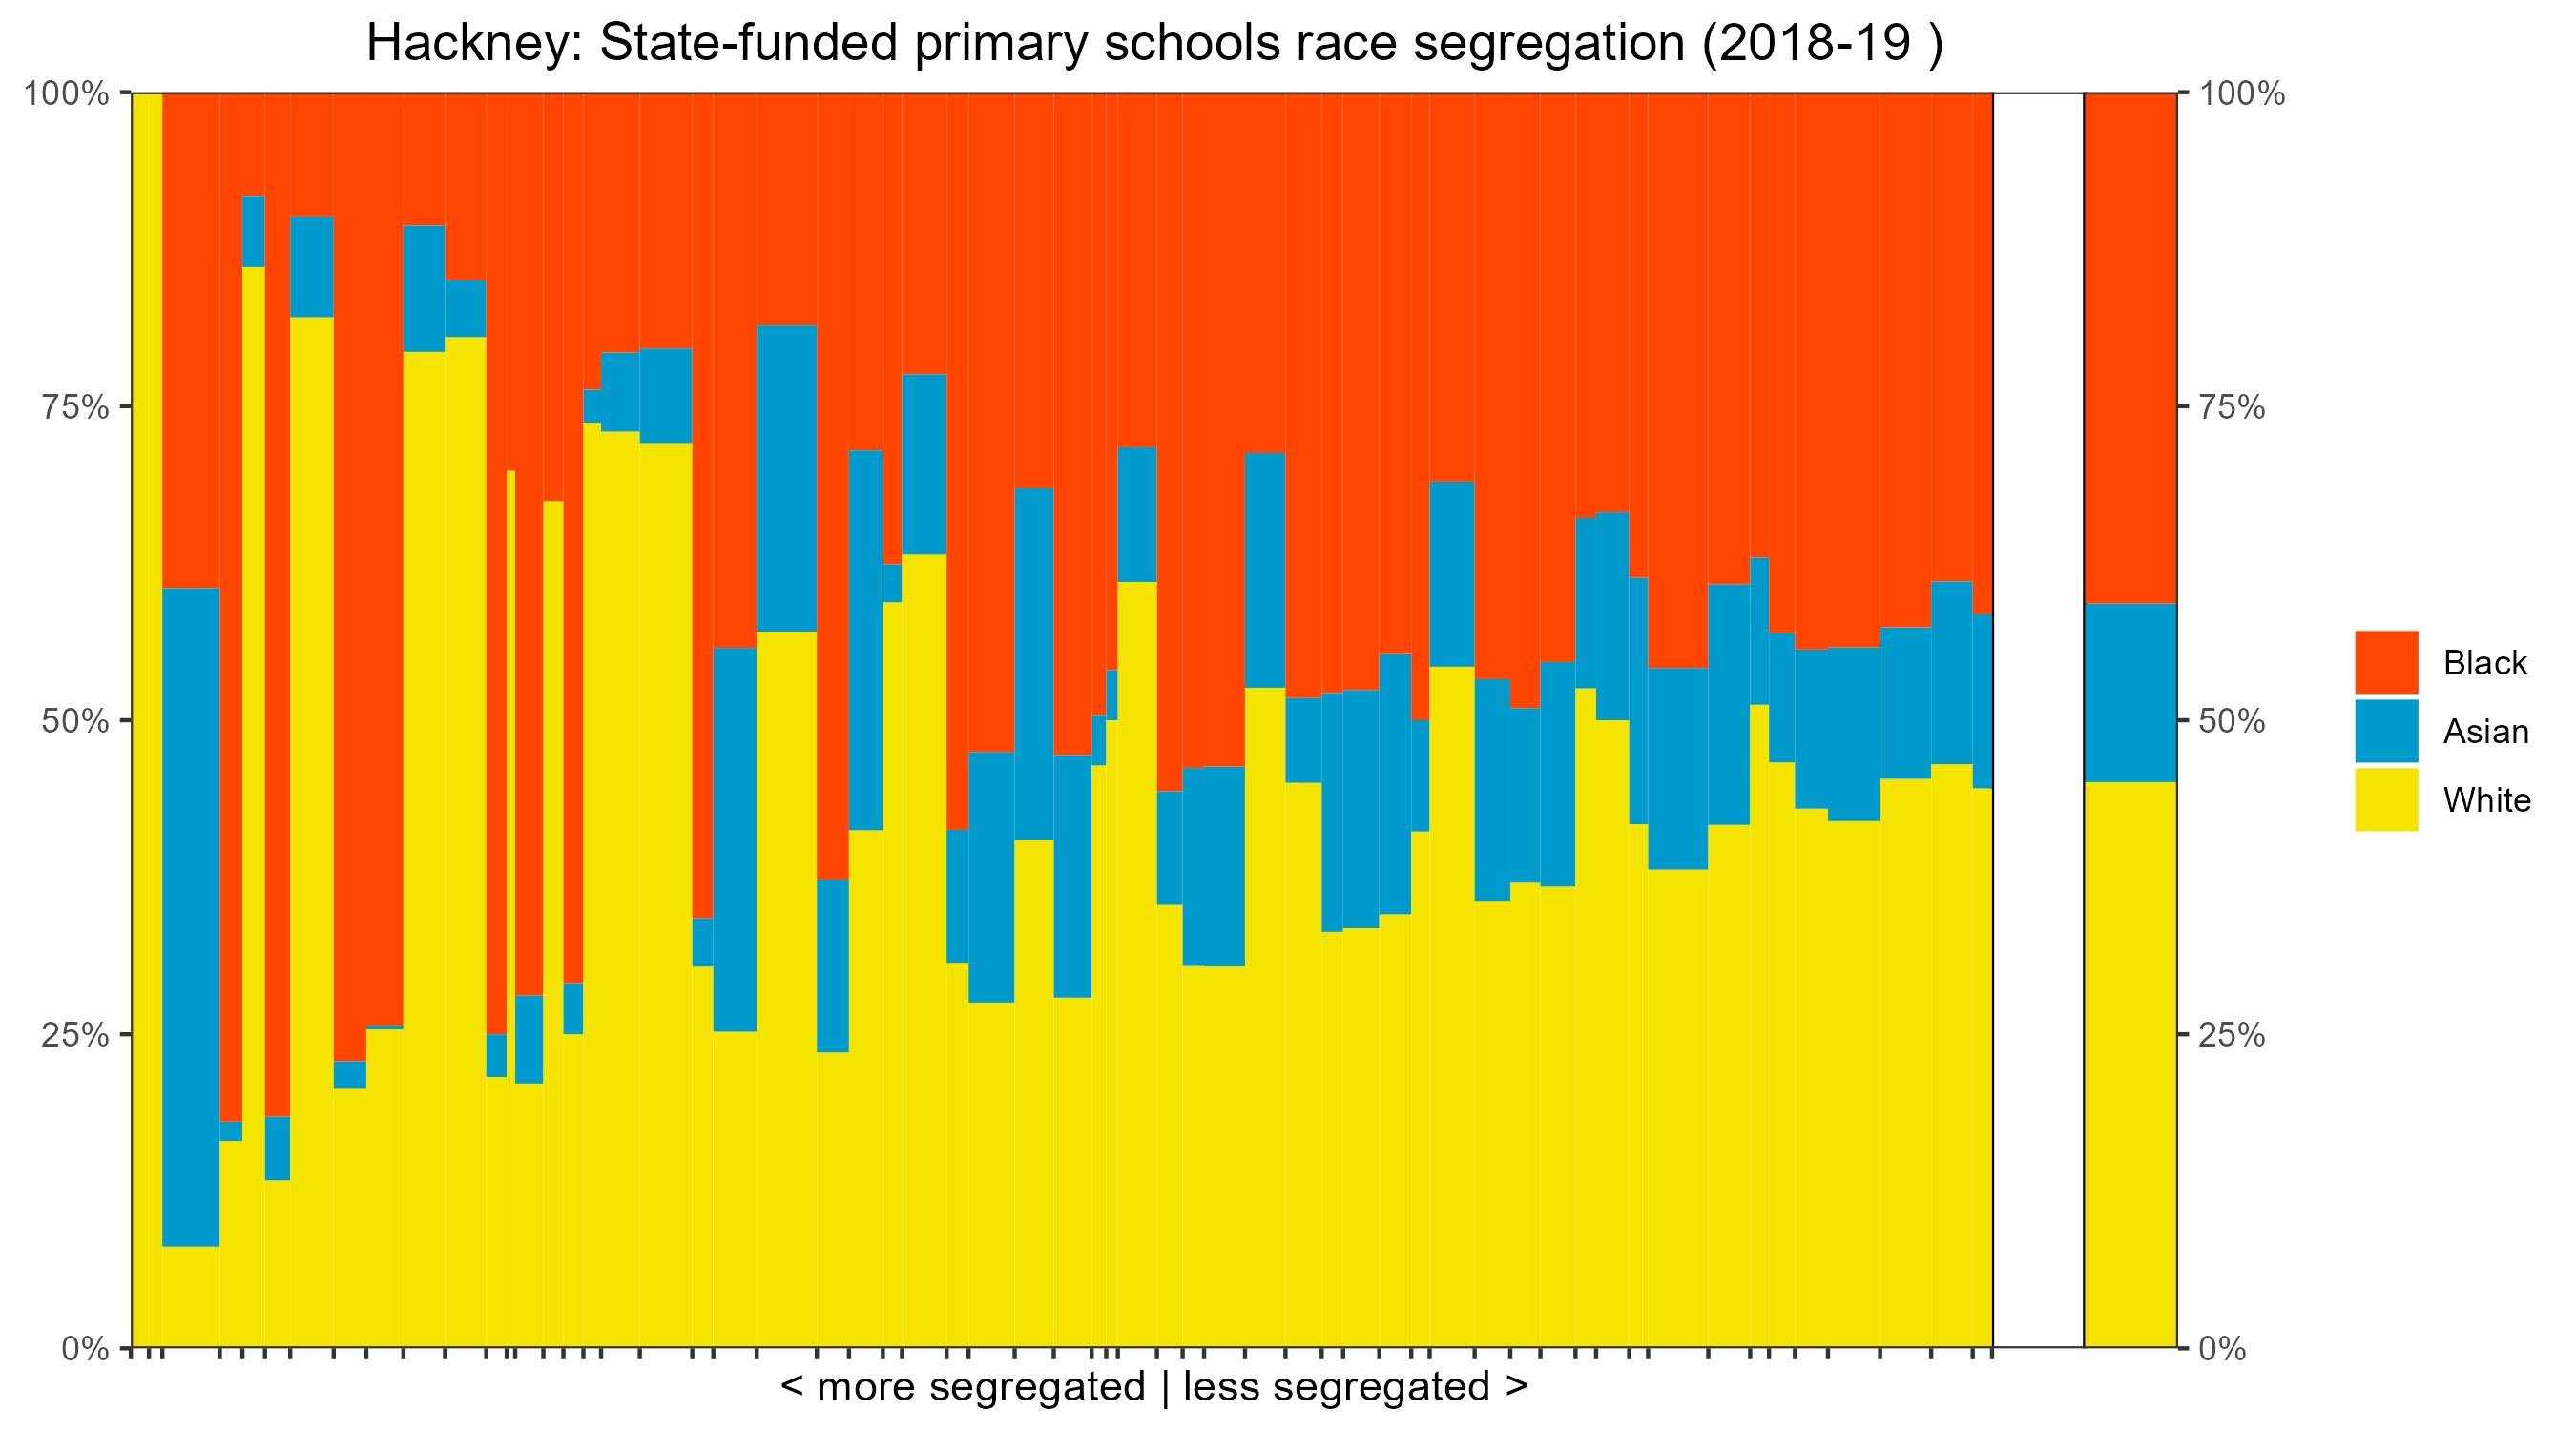 Hackney: State-funded primary schools race segregation (2018-19 )
100%
75%
50%
25%
0%
100%
75%
50%
25%
0%
Black
Asian
White
< more segregated | less segregated >